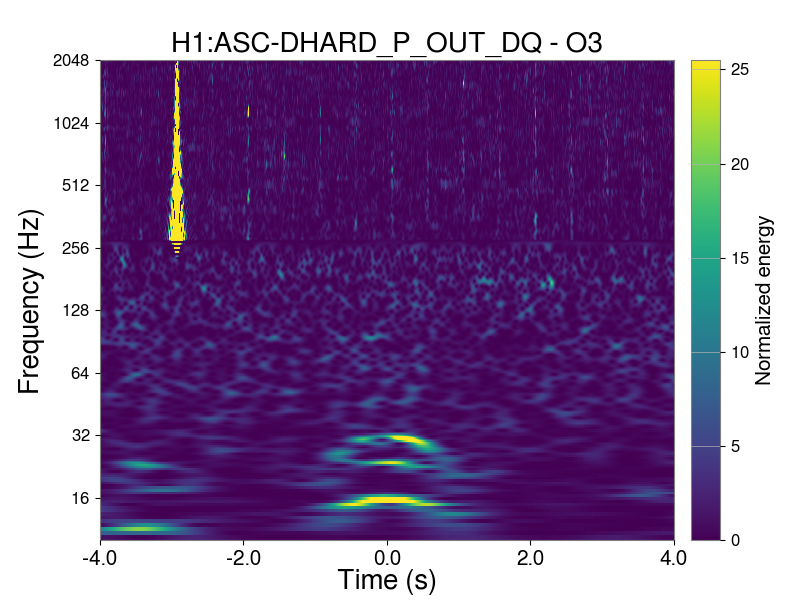 H1:ASC-DHARD_P_OUT_DQ - O3
2048
1024
512
256
128
64
32
16
Frequency (Hz)
-4.0 -2.0 0.0 2.0 4.0
Time (s)
25
20
15
10
5
0
Normalized energy